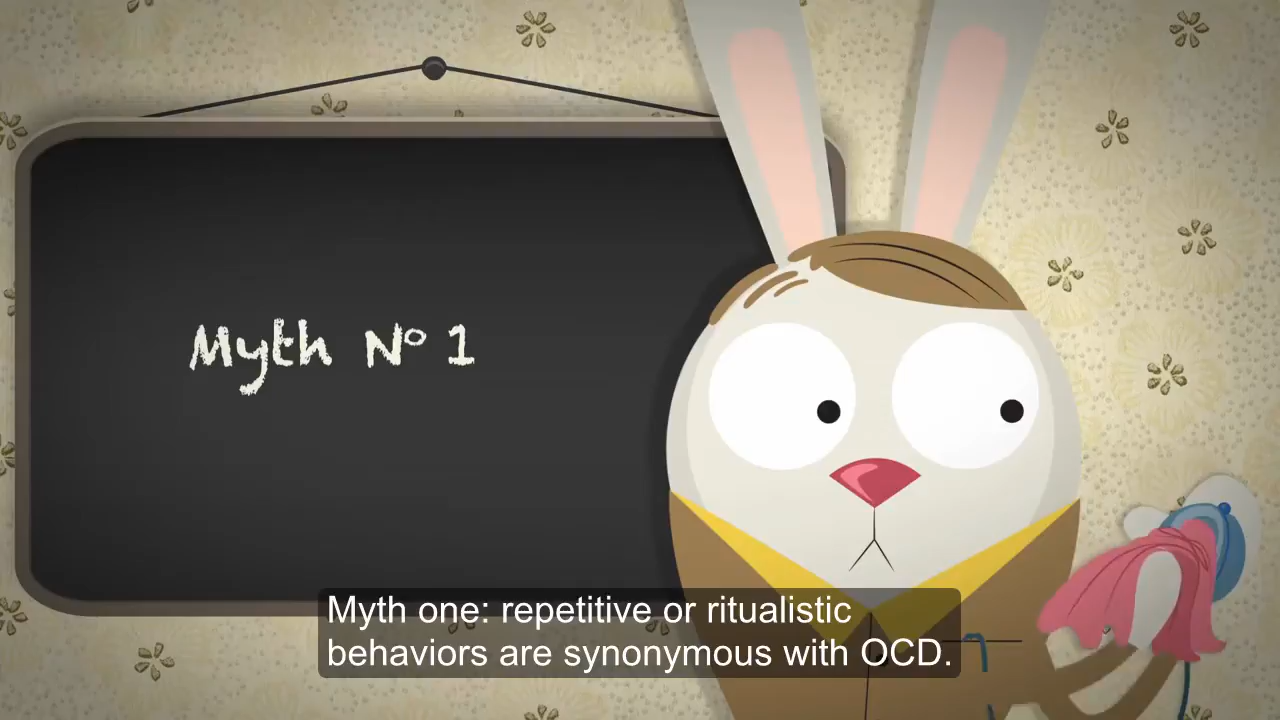 Myth Nº 1
Myth one: repetitive or ritualistic
behaviors are synonymous with OCD.